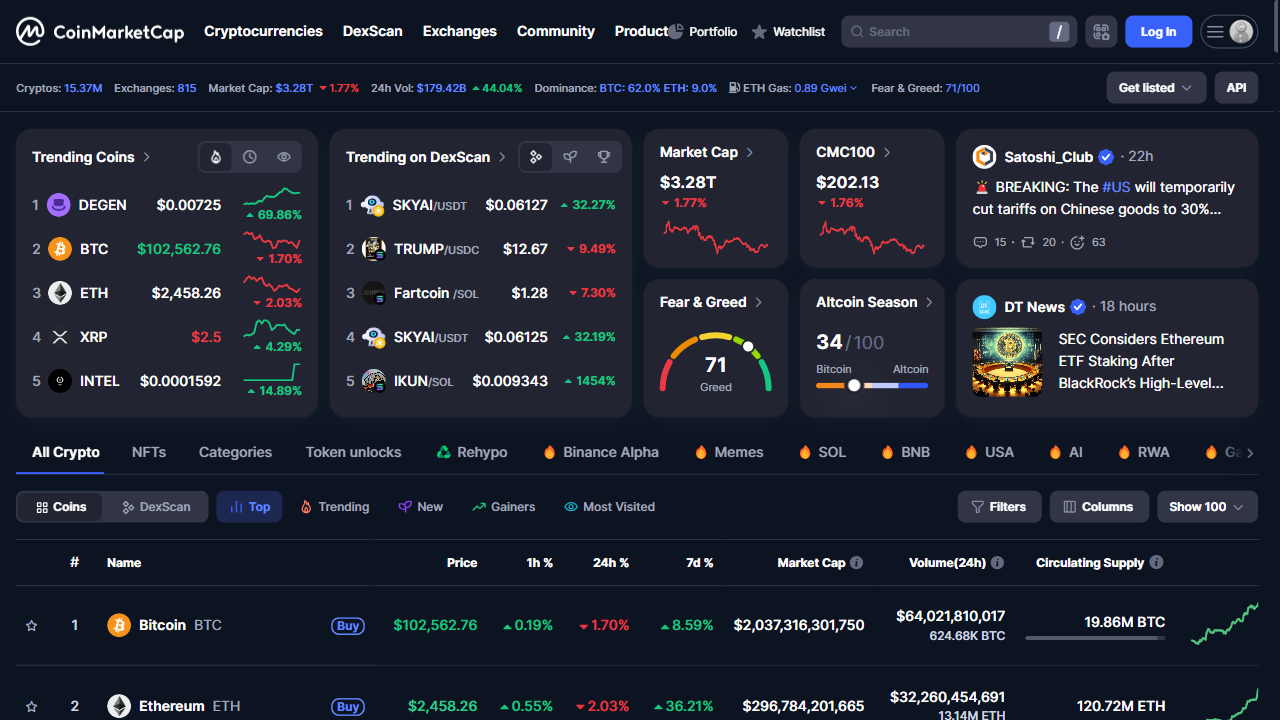 CoinMarketCap Cryptocurrencies DexScan Exchanges Community Product Portfolio Watchlist Search / Log In
Cryptos: 15.37M Exchanges: 815 Market Cap: $3.28T 1.77% 24h Vol: $179.42B 44.04% Dominance: BTC: 62.0% ETH: 9.0% ETH Gas: 0.89 Gwei Fear & Greed: 71/100 Get listed API
Trending Coins
1 DEGEN $0.00725 69.86%
2 BTC $102,562.76 1.70%
3 ETH $2,458.26 2.03%
4 XRP $2.5 4.29%
5 INTEL $0.0001592 14.89%
Trending on DexScan
1 SKYAI/USDT $0.06127 32.27%
2 TRUMP/USDC $12.67 9.49%
3 Fartcoin /SOL $1.28 7.30%
4 SKYAI/USDT $0.06125 32.19%
5 IKUN/SOL $0.009343 1454%
Market Cap
$3.28T
1.77%
CMC100
$202.13
1.76%
Fear & Greed
71
Greed
Altcoin Season
34/100
Bitcoin Altcoin
Satoshi_Club · 22h
🚨 BREAKING: The #US will temporarily
cut tariffs on Chinese goods to 30%...
15 · 20 · 63
DT News · 18 hours
SEC Considers Ethereum
ETF Staking After
BlackRock's High-Level...
All Crypto NFTs Categories Token unlocks Rehypo Binance Alpha Memes SOL BNB USA AI RWA
Coins DexScan Top Trending New Gainers Most Visited Filters Columns Show 100
# Name Price 1h % 24h % 7d % Market Cap Volume(24h) Circulating Supply
1 Bitcoin BTC Buy $102,562.76 0.19% 1.70% 8.59% $2,037,316,301,750 $64,021,810,017 19.86M BTC
624.68K BTC
2 Ethereum ETH Buy $2,458.26 0.55% 2.03% 36.21% $296,784,201,665 $32,260,454,691 120.72M ETH
13.14M ETH